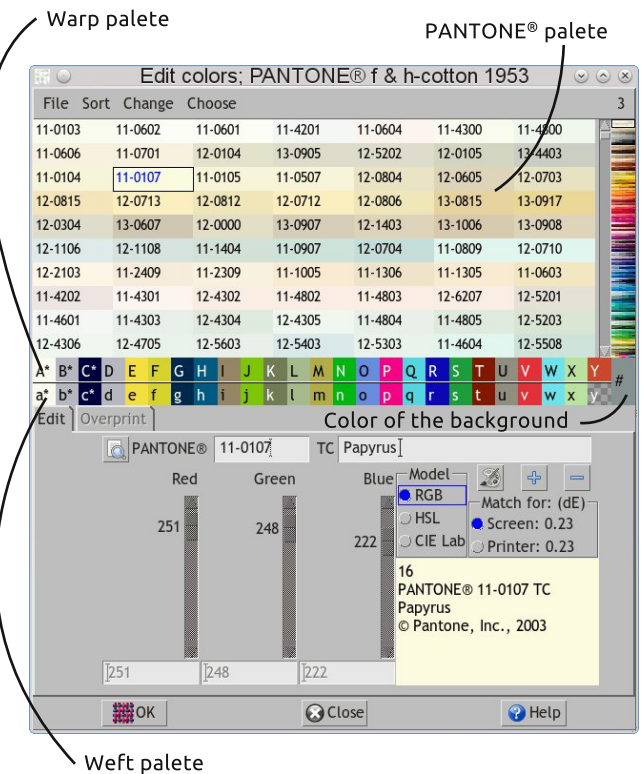 Warp palete
PANTONE® palete
Edit colors; PANTONE® f & h-cotton 1953
File Sort Change Choose 3
11-0103 11-0602 11-0601 11-4201 11-0604 11-4300 11-4800
11-0606 11-0701 12-0104 13-0905 12-5202 12-0105 13-4403
11-0104 11-0107 11-0105 11-0507 12-0804 12-0605 12-0703
12-0815 12-0713 12-0812 12-0712 12-0806 13-0815 13-0917
12-0304 13-0607 12-0000 13-0907 12-1403 13-1006 13-0908
12-1106 12-1108 11-1404 11-0907 12-0704 11-0809 12-0710
12-2103 11-2409 11-2309 11-1005 11-1306 11-1305 11-0603
11-4202 11-4301 12-4302 11-4802 11-4803 12-6207 12-5201
11-4601 11-4303 12-4304 12-4305 11-4804 11-4805 12-5203
12-4306 12-4705 12-5603 12-5403 12-5303 11-4604 12-5508
A* B* C* D E F G H I J K L M N O P Q R S T U V W X Y #
a* b* c* d e f g h i j k l m n o p q r s t u v w x y
Edit Overprint Color of the background
PANTONE® 11-0107 TC Papyrus
Red Green Blue Model
RGB Match for: (dE)
251 248 222 HSL Screen: 0.23
CIE Lab Printer: 0.23
16
PANTONE® 11-0107 TC
Papyrus
© Pantone, Inc., 2003
251 248 222
OK Close Help
Weft palete